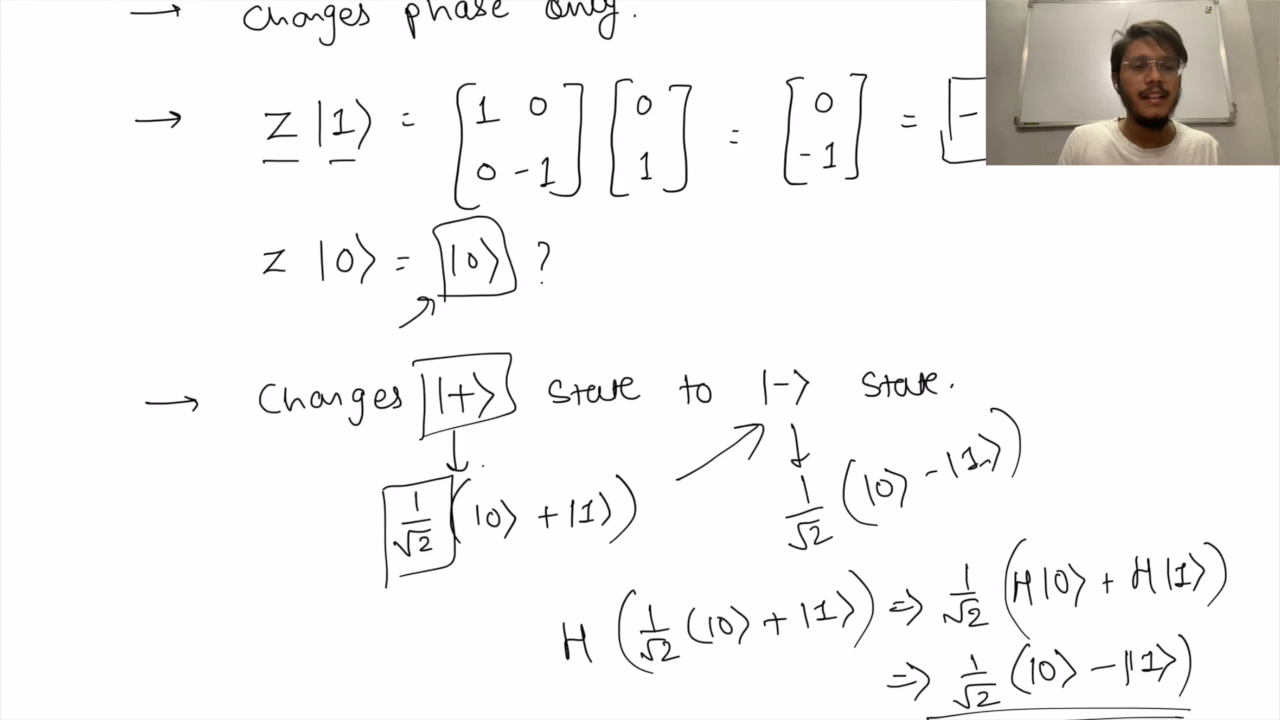 → Changes phase only.
→ Z |1⟩ = [1 0; 0 -1] [0; 1] = [0; -1] = -
Z |0⟩ = |0⟩ ?
→ Changes |+⟩ state to |-⟩ state.
1/√2 (|0⟩ + |1⟩) 1/√2 (|0⟩ - |1⟩)
H (1/√2 (|0⟩ + |1⟩)) => 1/√2 (H|0⟩ + H|1⟩)
=> 1/√2 (|0⟩ - |1⟩)